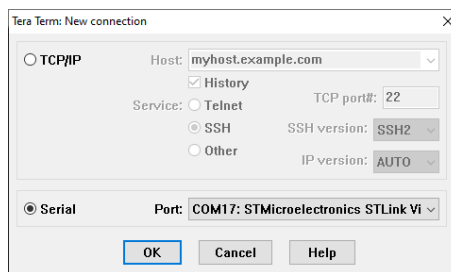 Tera Term: New connection
TCP/IP
Host: myhost.example.com
History
Service: Telnet
TCP port#: 22
SSH
SSH version: SSH2
Other
IP version: AUTO
Serial
Port: COM17: STMicroelectronics STLink Vi
OK Cancel Help